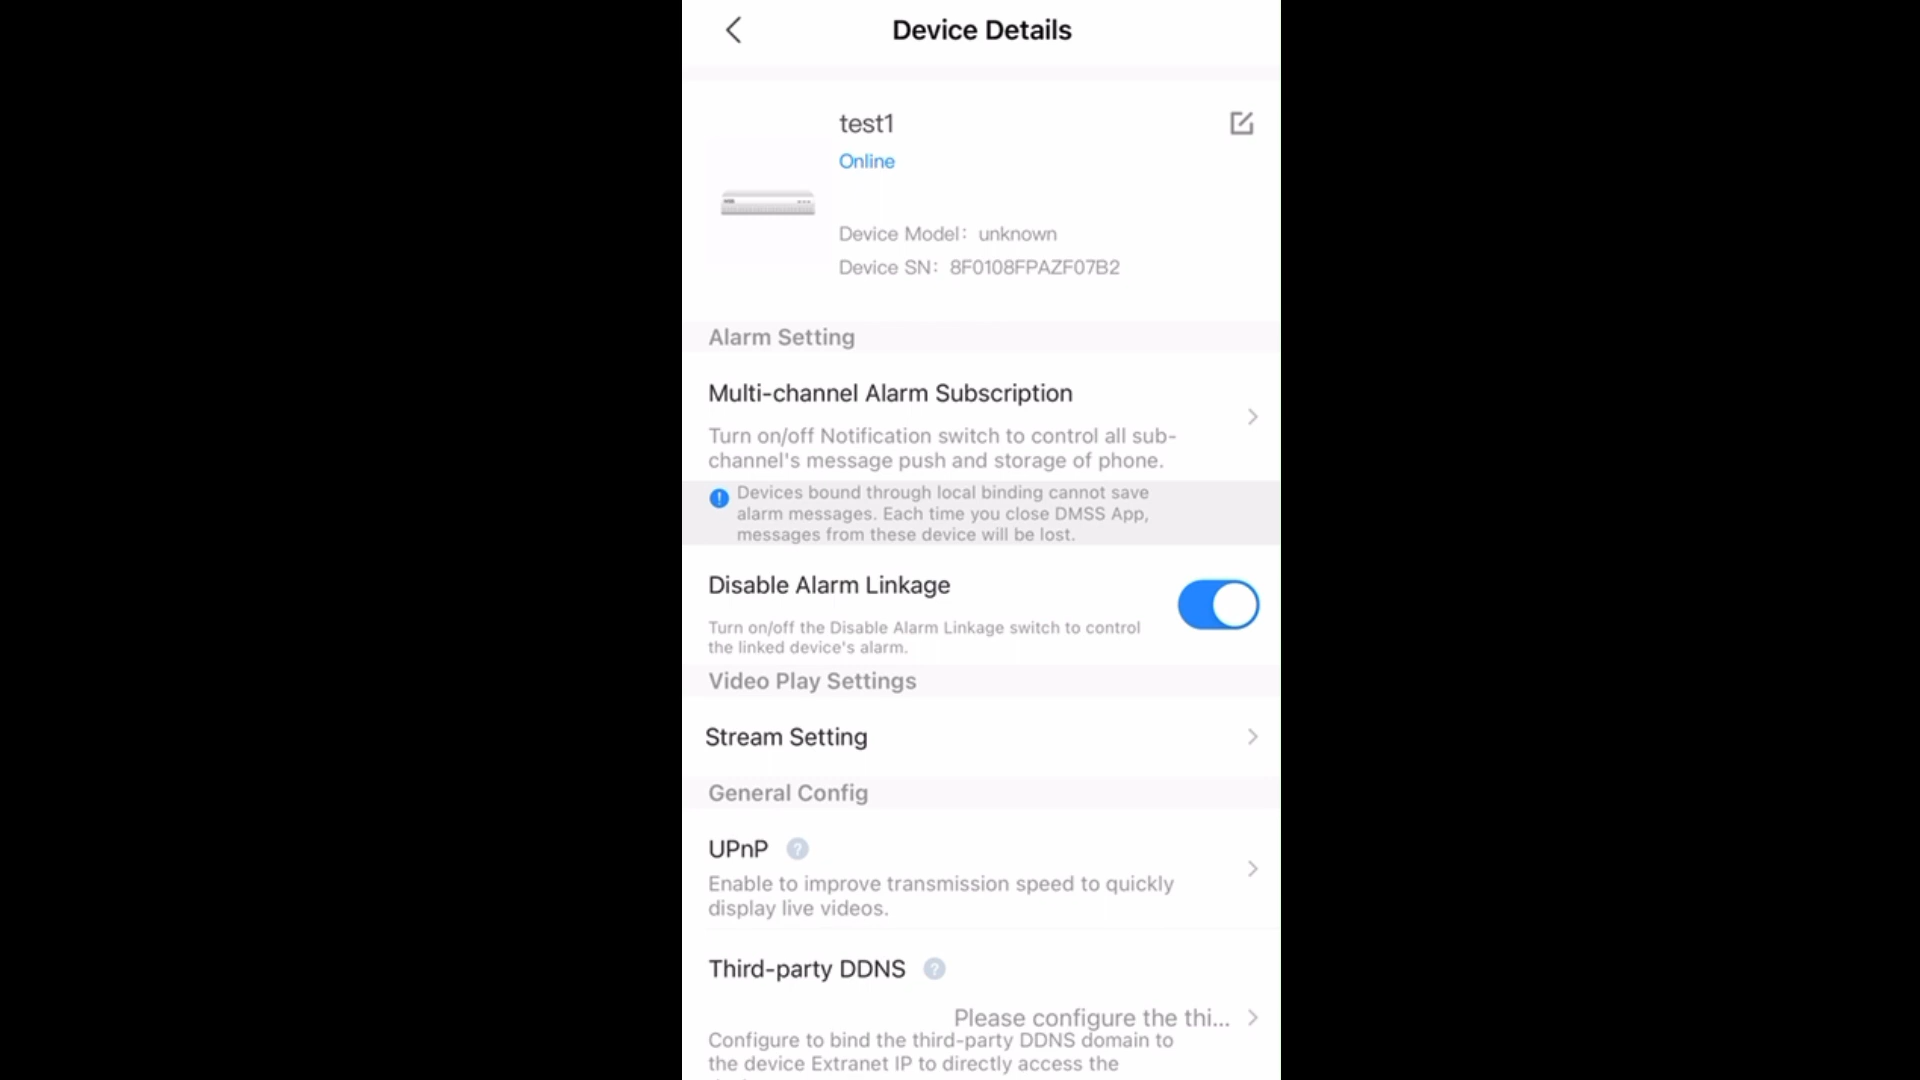 Device Details
test1
Online
Device Model: unknown
Device SN: 8F0108FPAZF07B2
Alarm Setting
Multi-channel Alarm Subscription
Turn on/off Notification switch to control all sub-
channel's message push and storage of phone.
Devices bound through local binding cannot save
alarm messages. Each time you close DMSS App,
messages from these device will be lost.
Disable Alarm Linkage
Turn on/off the Disable Alarm Linkage switch to control
the linked device's alarm.
Video Play Settings
Stream Setting
General Config
UPnP ?
Enable to improve transmission speed to quickly
display live videos.
Third-party DDNS ?
Please configure the thi...
Configure to bind the third-party DDNS domain to
the device Extranet IP to directly access the